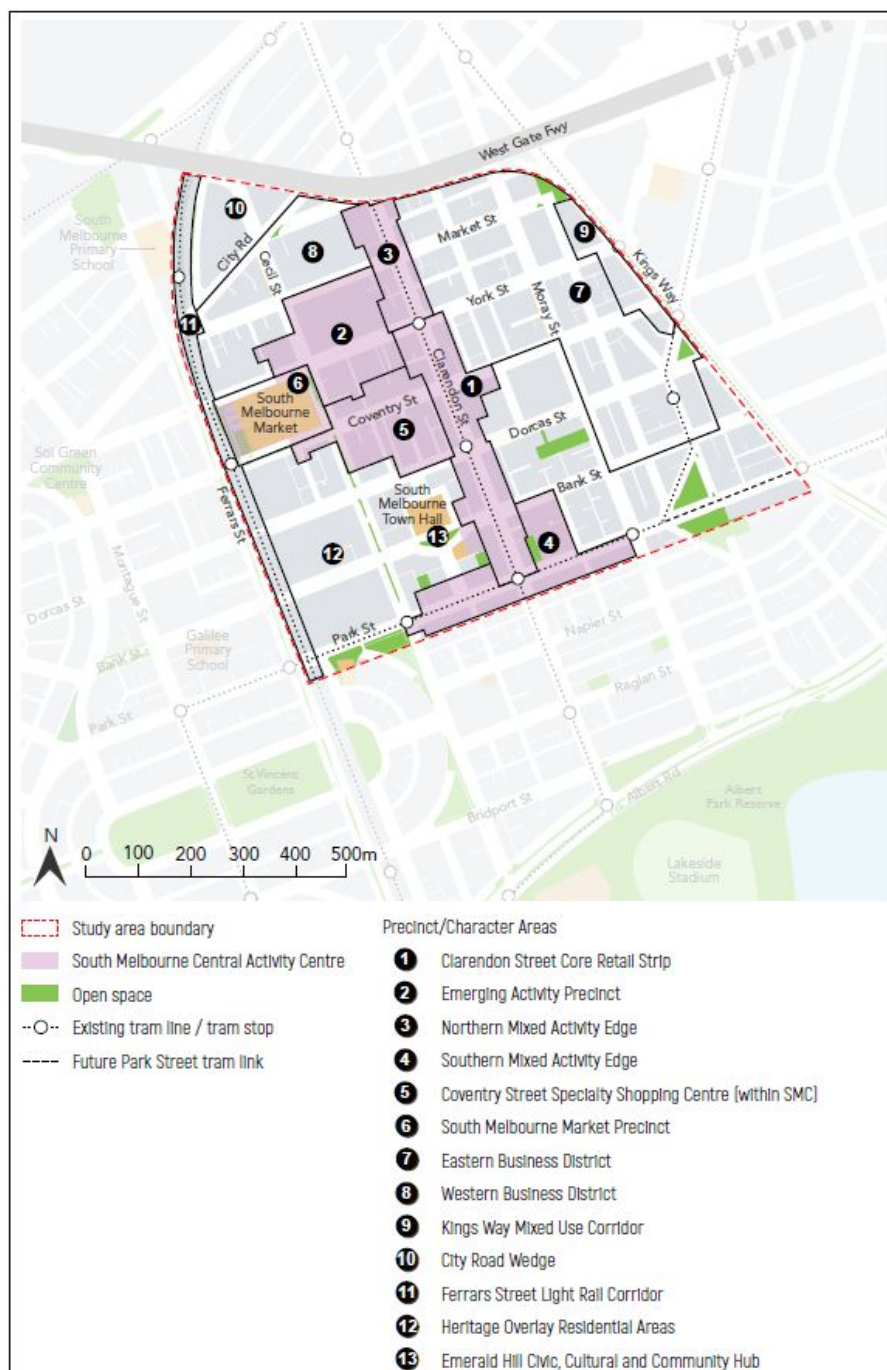 West Gate Fwy
South
Melbourne
Primary
School
10
City Rd
Cecil St
8
3
Market St
9
Kings Way
York St
Moray St
7
11
2
Clarendon St
6
South
Melbourne
Market
Coventry St
1
5
Dorcas St
Sol Green
Community
Centre
Ferrars St
Bank St
South
Melbourne
Town Hall
13
12
4
Montague St
Dorcas St
Park St
Napier St
Galilee
Primary
School
Bank St
Raglan St
Park St
St Vincent
Gardens
Bridport St
Albert Rd
Albert
Park Reserve
Lakeside
Stadium
N
0 100 200 300 400 500m
Study area boundary
South Melbourne Central Activity Centre
Open space
Existing tram line / tram stop
Future Park Street tram link
Precinct/Character Areas
1 Clarendon Street Core Retail Strip
2 Emerging Activity Precinct
3 Northern Mixed Activity Edge
4 Southern Mixed Activity Edge
5 Coventry Street Specialty Shopping Centre (within SMC)
6 South Melbourne Market Precinct
7 Eastern Business District
8 Western Business District
9 Kings Way Mixed Use Corridor
10 City Road Wedge
11 Ferrars Street Light Rail Corridor
12 Heritage Overlay Residential Areas
13 Emerald Hill Civic, Cultural and Community Hub